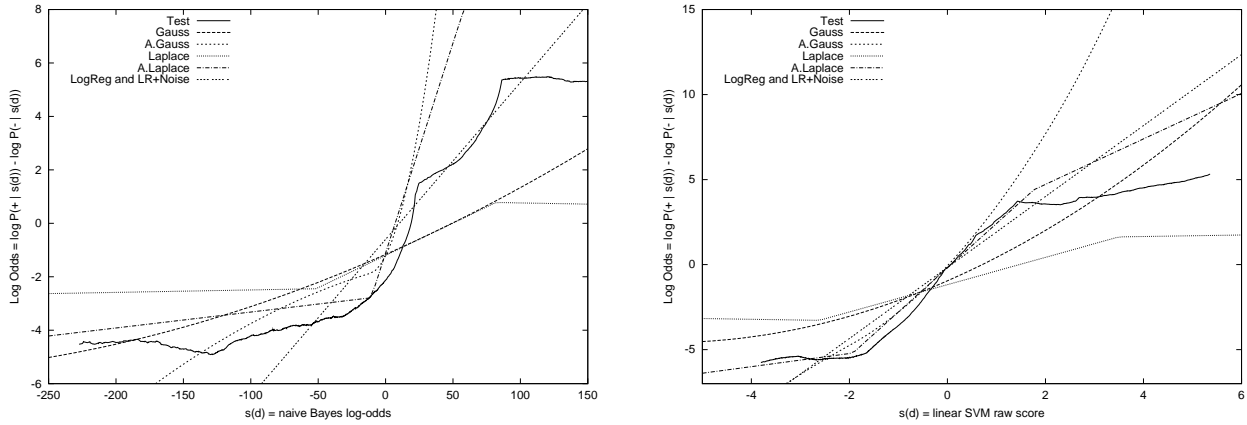 8
6
4
2
0
-2
-4
-6
-250 -200 -150 -100 -50 0 50 100 150
Log Odds = log P(+ | s(d)) - log P(- | s(d))
s(d) = naive Bayes log-odds
Test
Gauss
A.Gauss
Laplace
A.Laplace
LogReg and LR+Noise
15
10
5
0
-5
-4 -2 0 2 4 6
Log Odds = log P(+ | s(d)) - log P(- | s(d))
s(d) = linear SVM raw score
Test
Gauss
A.Gauss
Laplace
A.Laplace
LogReg and LR+Noise